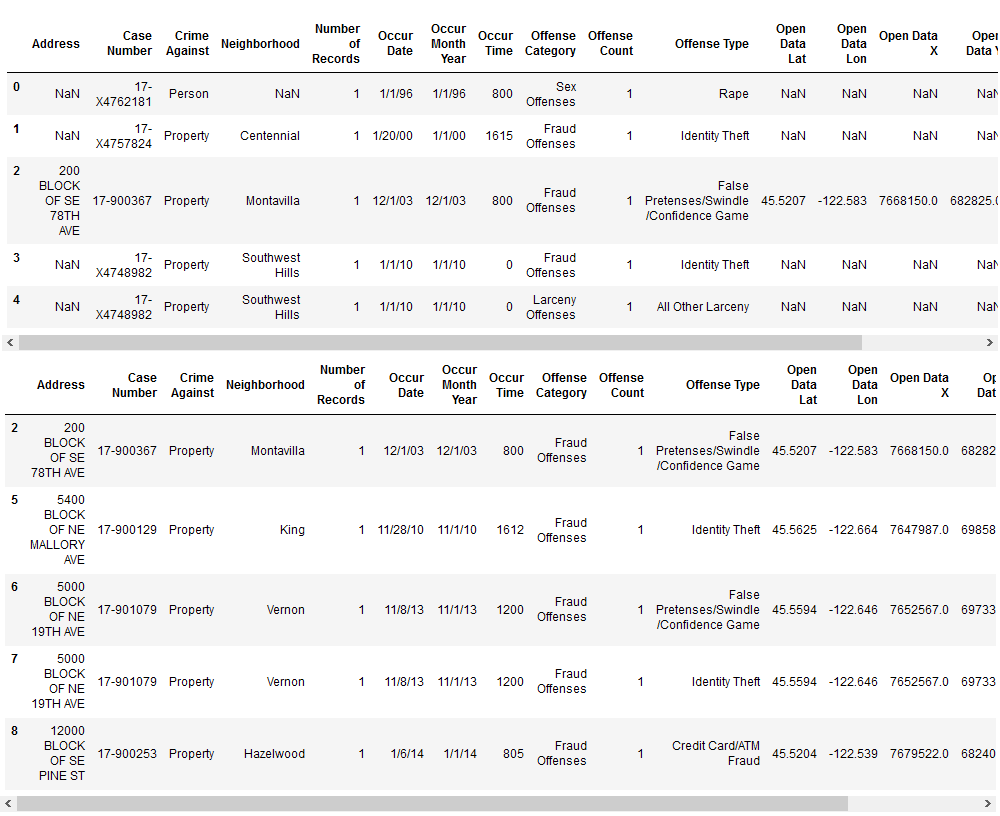 Address Case Number Crime Against Neighborhood Number of Records Occur Date Occur Month Year Occur Time Offense Category Offense Count Offense Type Open Data Lat Open Data Lon Open Data X Open Data Y
0 NaN 17-X4762181 Person NaN 1 1/1/96 1/1/96 800 Sex Offenses 1 Rape NaN NaN NaN NaN
1 NaN 17-X4757824 Property Centennial 1 1/20/00 1/1/00 1615 Fraud Offenses 1 Identity Theft NaN NaN NaN NaN
2 200 BLOCK OF SE 78TH AVE 17-900367 Property Montavilla 1 12/1/03 12/1/03 800 Fraud Offenses 1 False Pretenses/Swindle/Confidence Game 45.5207 -122.583 7668150.0 682825.0
3 NaN 17-X4748982 Property Southwest Hills 1 1/1/10 1/1/10 0 Fraud Offenses 1 Identity Theft NaN NaN NaN NaN
4 NaN 17-X4748982 Property Southwest Hills 1 1/1/10 1/1/10 0 Larceny Offenses 1 All Other Larceny NaN NaN NaN NaN
Address Case Number Crime Against Neighborhood Number of Records Occur Date Occur Month Year Occur Time Offense Category Offense Count Offense Type Open Data Lat Open Data Lon Open Data X Op Dat
2 200 BLOCK OF SE 78TH AVE 17-900367 Property Montavilla 1 12/1/03 12/1/03 800 Fraud Offenses 1 False Pretenses/Swindle/Confidence Game 45.5207 -122.583 7668150.0 68282
5 5400 BLOCK OF NE MALLORY AVE 17-900129 Property King 1 11/28/10 11/1/10 1612 Fraud Offenses 1 Identity Theft 45.5625 -122.664 7647987.0 69858
6 5000 BLOCK OF NE 19TH AVE 17-901079 Property Vernon 1 11/8/13 11/1/13 1200 Fraud Offenses 1 False Pretenses/Swindle/Confidence Game 45.5594 -122.646 7652567.0 69733
7 5000 BLOCK OF NE 19TH AVE 17-901079 Property Vernon 1 11/8/13 11/1/13 1200 Fraud Offenses 1 Identity Theft 45.5594 -122.646 7652567.0 69733
8 12000 BLOCK OF SE PINE ST 17-900253 Property Hazelwood 1 1/6/14 1/1/14 805 Fraud Offenses 1 Credit Card/ATM Fraud 45.5204 -122.539 7679522.0 68240